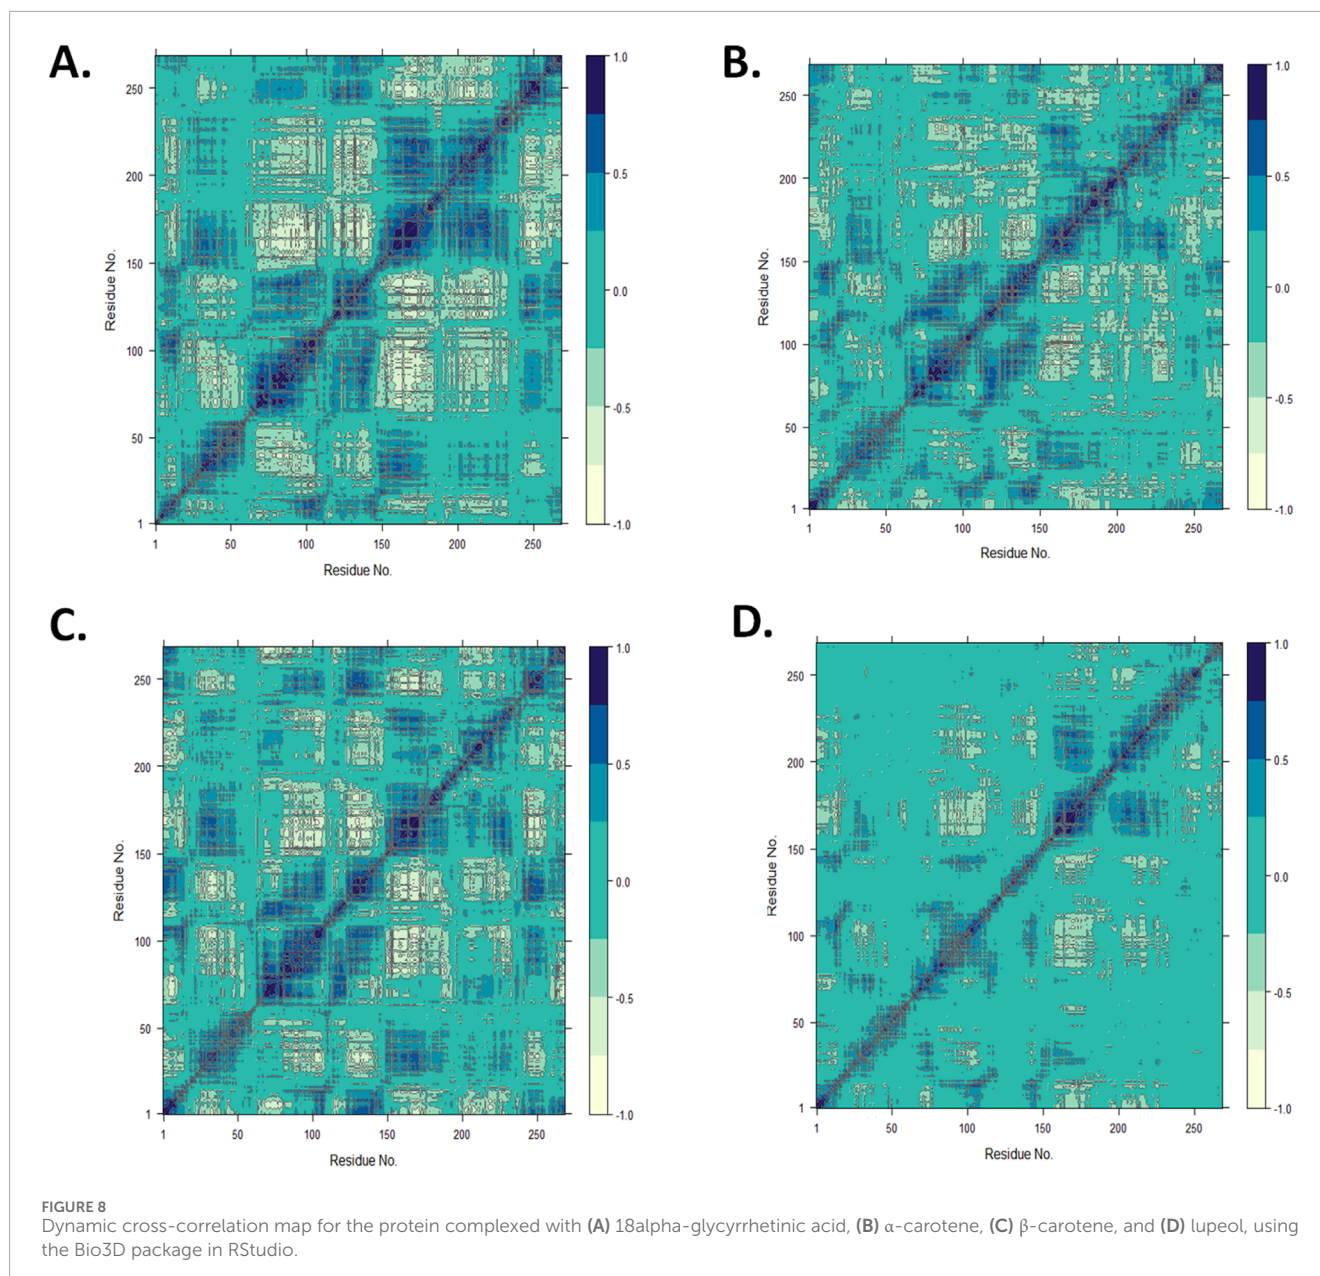 A.
250
200
150
100
50
1
Residue No.
1 50 100 150 200 250
Residue No.
1.0
0.5
0.0
-0.5
-1.0
B.
250
200
150
100
50
1
Residue No.
1 50 100 150 200 250
Residue No.
1.0
0.5
0.0
-0.5
-1.0
C.
250
200
150
100
50
1
Residue No.
1 50 100 150 200 250
Residue No.
1.0
0.5
0.0
-0.5
-1.0
D.
250
200
150
100
50
1
Residue No.
1 50 100 150 200 250
Residue No.
1.0
0.5
0.0
-0.5
-1.0
FIGURE 8
Dynamic cross-correlation map for the protein complexed with (A) 18alpha-glycyrrhetinic acid, (B) α-carotene, (C) β-carotene, and (D) lupeol, using
the Bio3D package in RStudio.